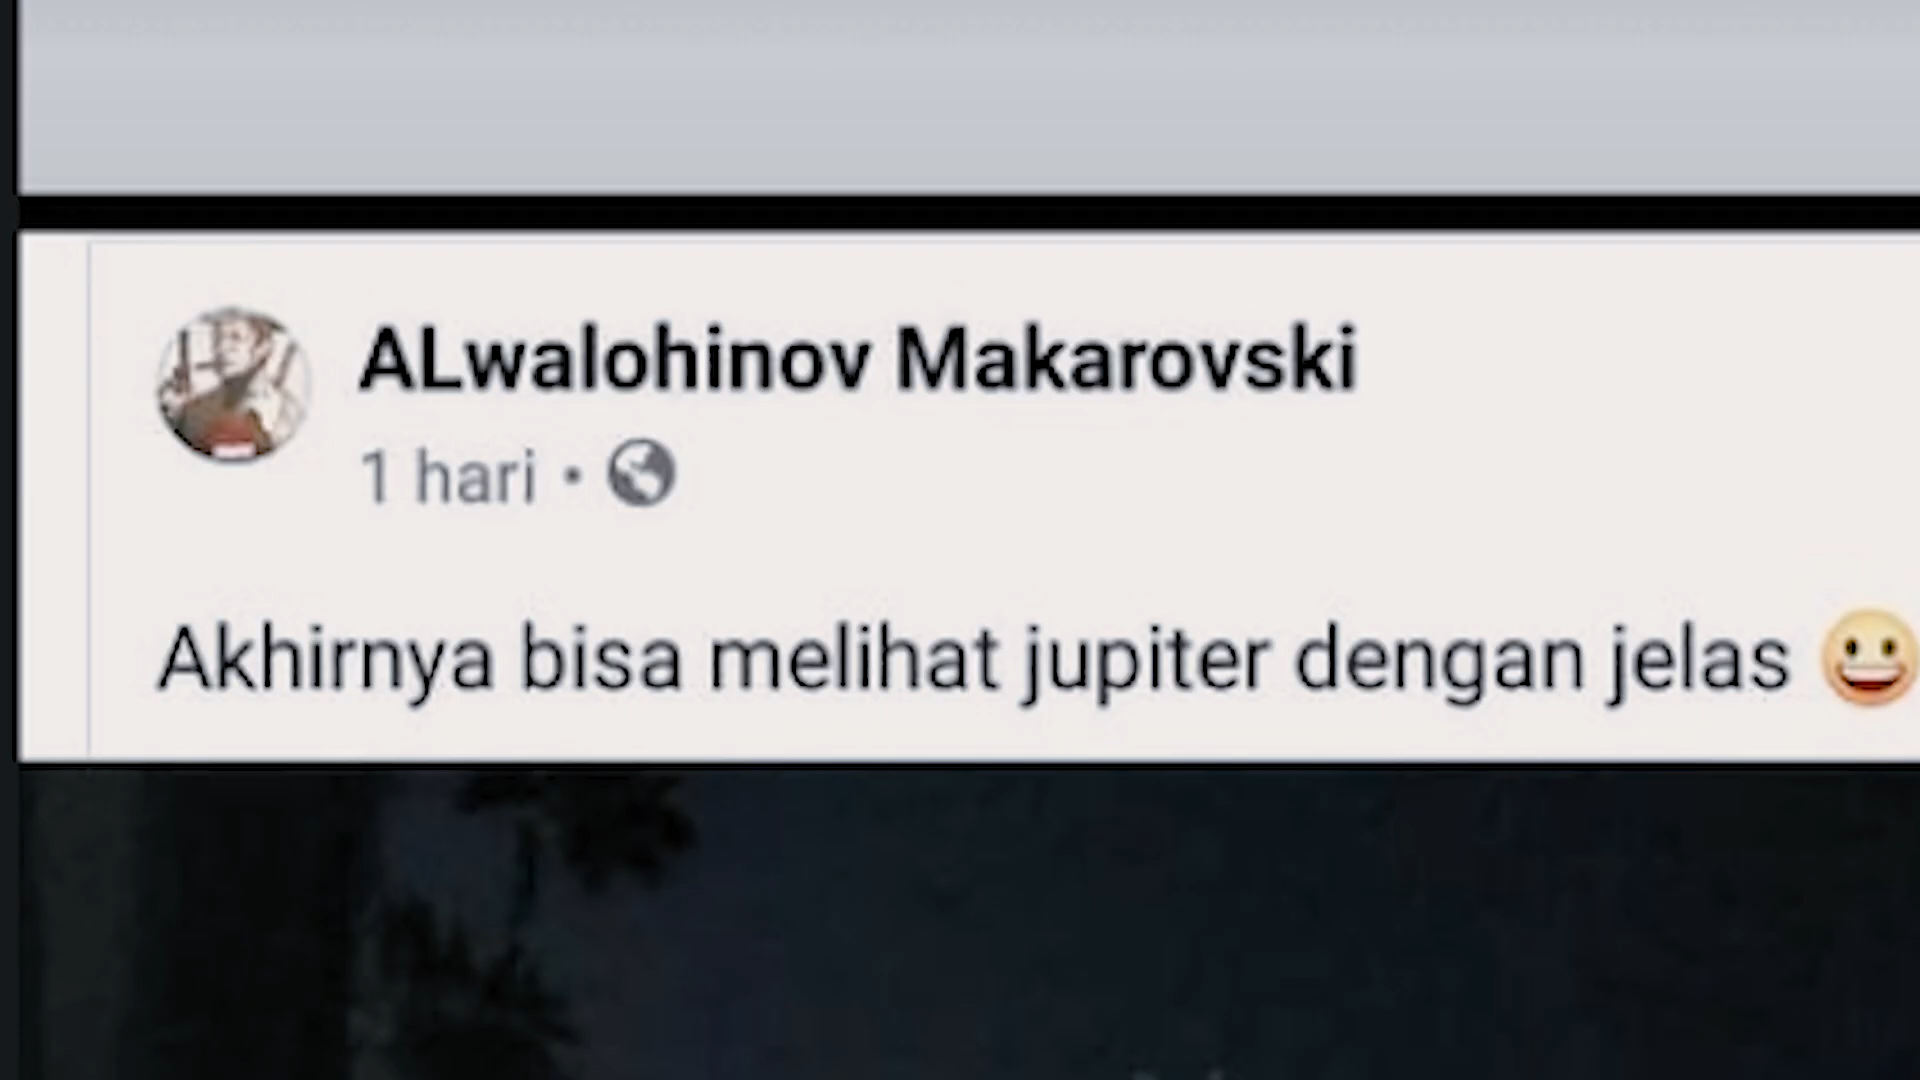 ALwalohinov Makarovski
1 hari •
Akhirnya bisa melihat jupiter dengan jelas 😀